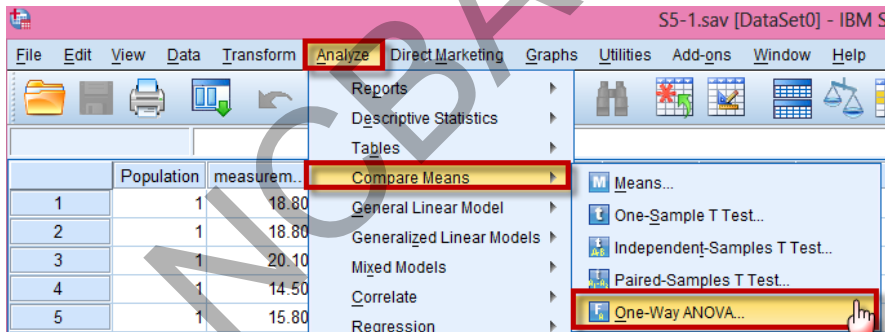 S5-1.sav [DataSet0] - IBM S
File Edit View Data Transform Analyze Direct Marketing Graphs Utilities Add-ons Window Help
Reports
Descriptive Statistics
Tables
Compare Means
General Linear Model
Generalized Linear Models
Mixed Models
Correlate
Regression
M Means...
t One-Sample T Test...
Independent-Samples T Test...
Paired-Samples T Test...
One-Way ANOVA...
Population measurem...
1 1 18.80
2 1 18.80
3 1 20.10
4 1 14.50
5 1 15.80
NCBA